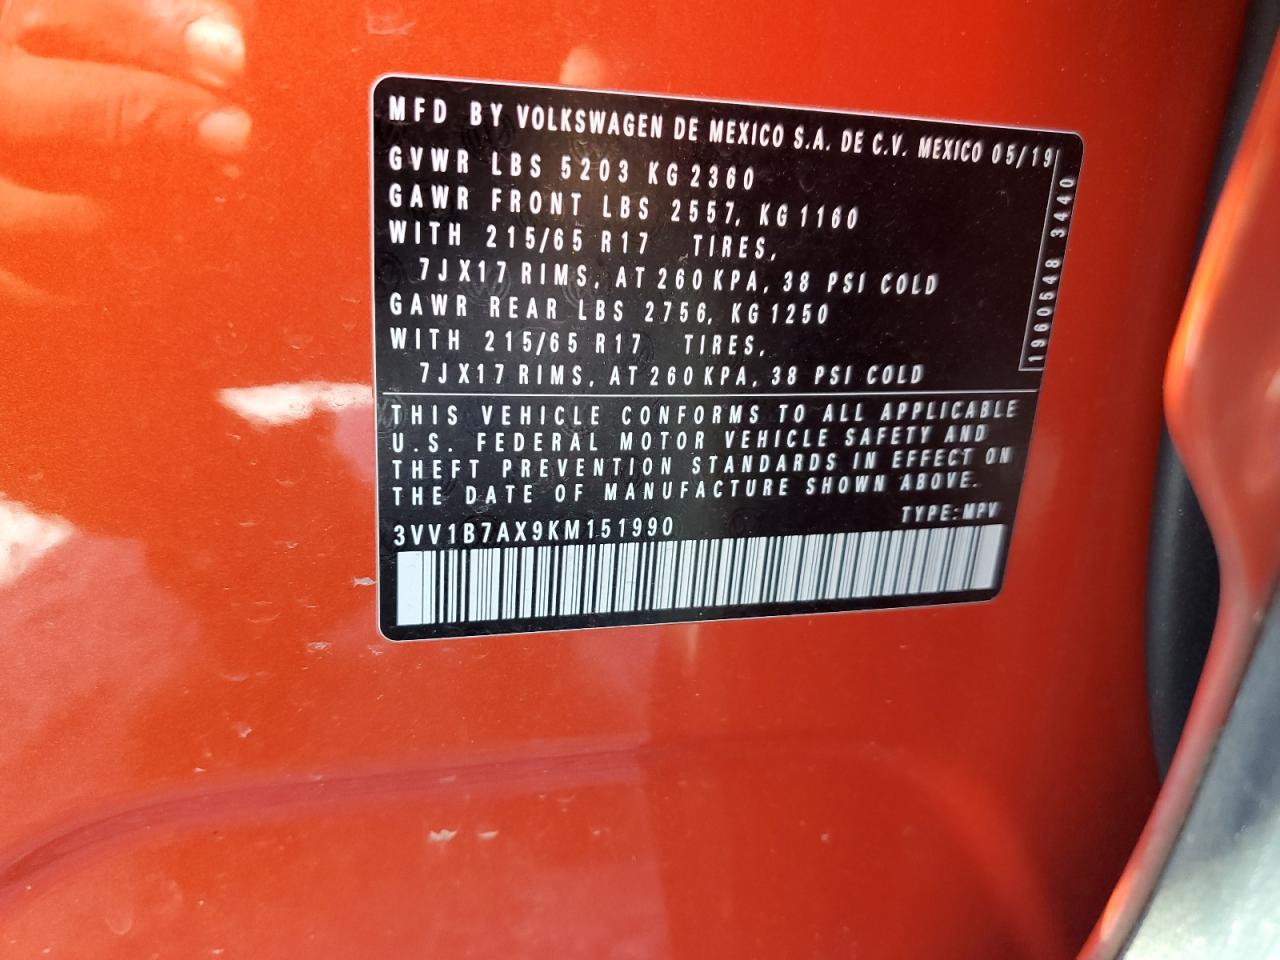 MFD BY VOLKSWAGEN DE MEXICO S.A. DE C.V. MEXICO 05/19
GVWR LBS 5203 KG 2360
GAWR FRONT LBS 2557, KG 1160
WITH 215/65 R17 TIRES,
7JX17 RIMS, AT 260 KPA, 38 PSI COLD
GAWR REAR LBS 2756, KG 1250
WITH 215/65 R17 TIRES,
7JX17 RIMS, AT 260 KPA, 38 PSI COLD
1960548 3440
THIS VEHICLE CONFORMS TO ALL APPLICABLE
U.S. FEDERAL MOTOR VEHICLE SAFETY AND
THEFT PREVENTION STANDARDS IN EFFECT ON
THE DATE OF MANUFACTURE SHOWN ABOVE.
TYPE:MPV
3VV1B7AX9KM151990